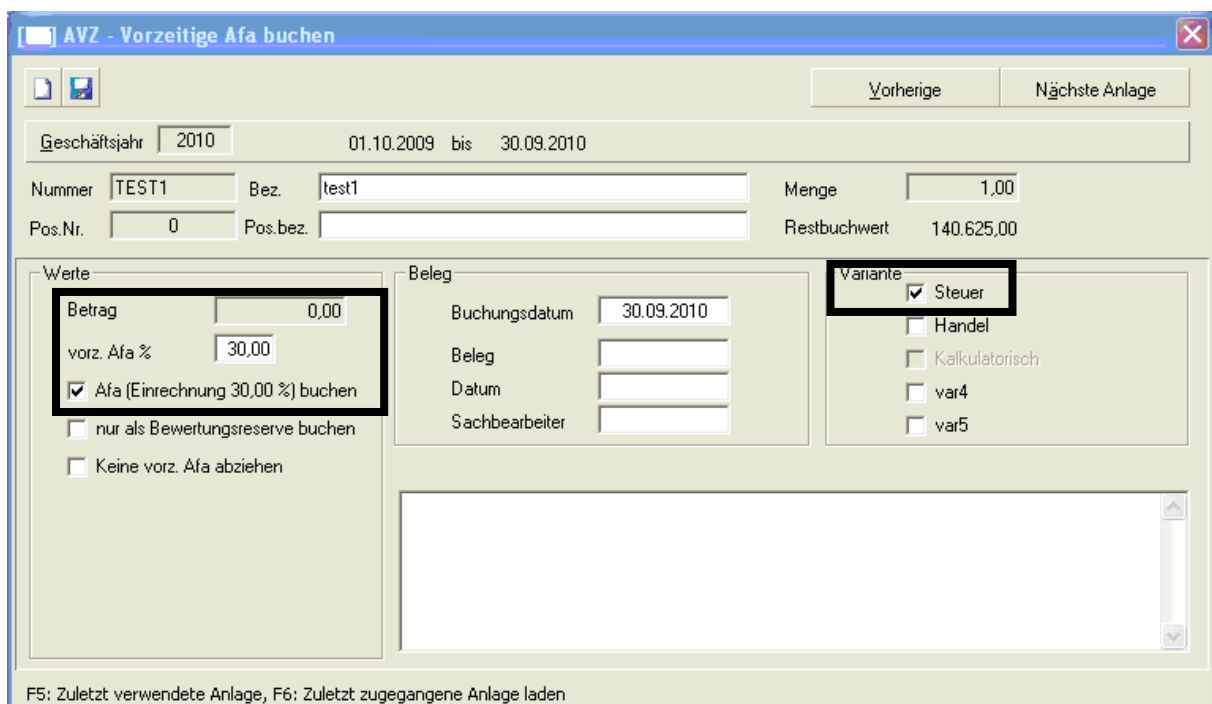 AVZ - Vorzeitige Afa buchen
Vorherige Nächste Anlage
Geschäftsjahr 2010 01.10.2009 bis 30.09.2010
Nummer TEST1 Bez. test1 Menge 1,00
Pos.Nr. 0 Pos.bez. Restbuchwert 140.625,00
Werte
Betrag 0,00
vorz. Afa % 30,00
Afa (Einrechnung 30,00 %) buchen
nur als Bewertungsreserve buchen
Keine vorz. Afa abziehen
Beleg
Buchungsdatum 30.09.2010
Beleg
Datum
Sachbearbeiter
Variante
Steuer
Handel
Kalkulatorisch
var4
var5
F5: Zuletzt verwendete Anlage, F6: Zuletzt zugegangene Anlage laden